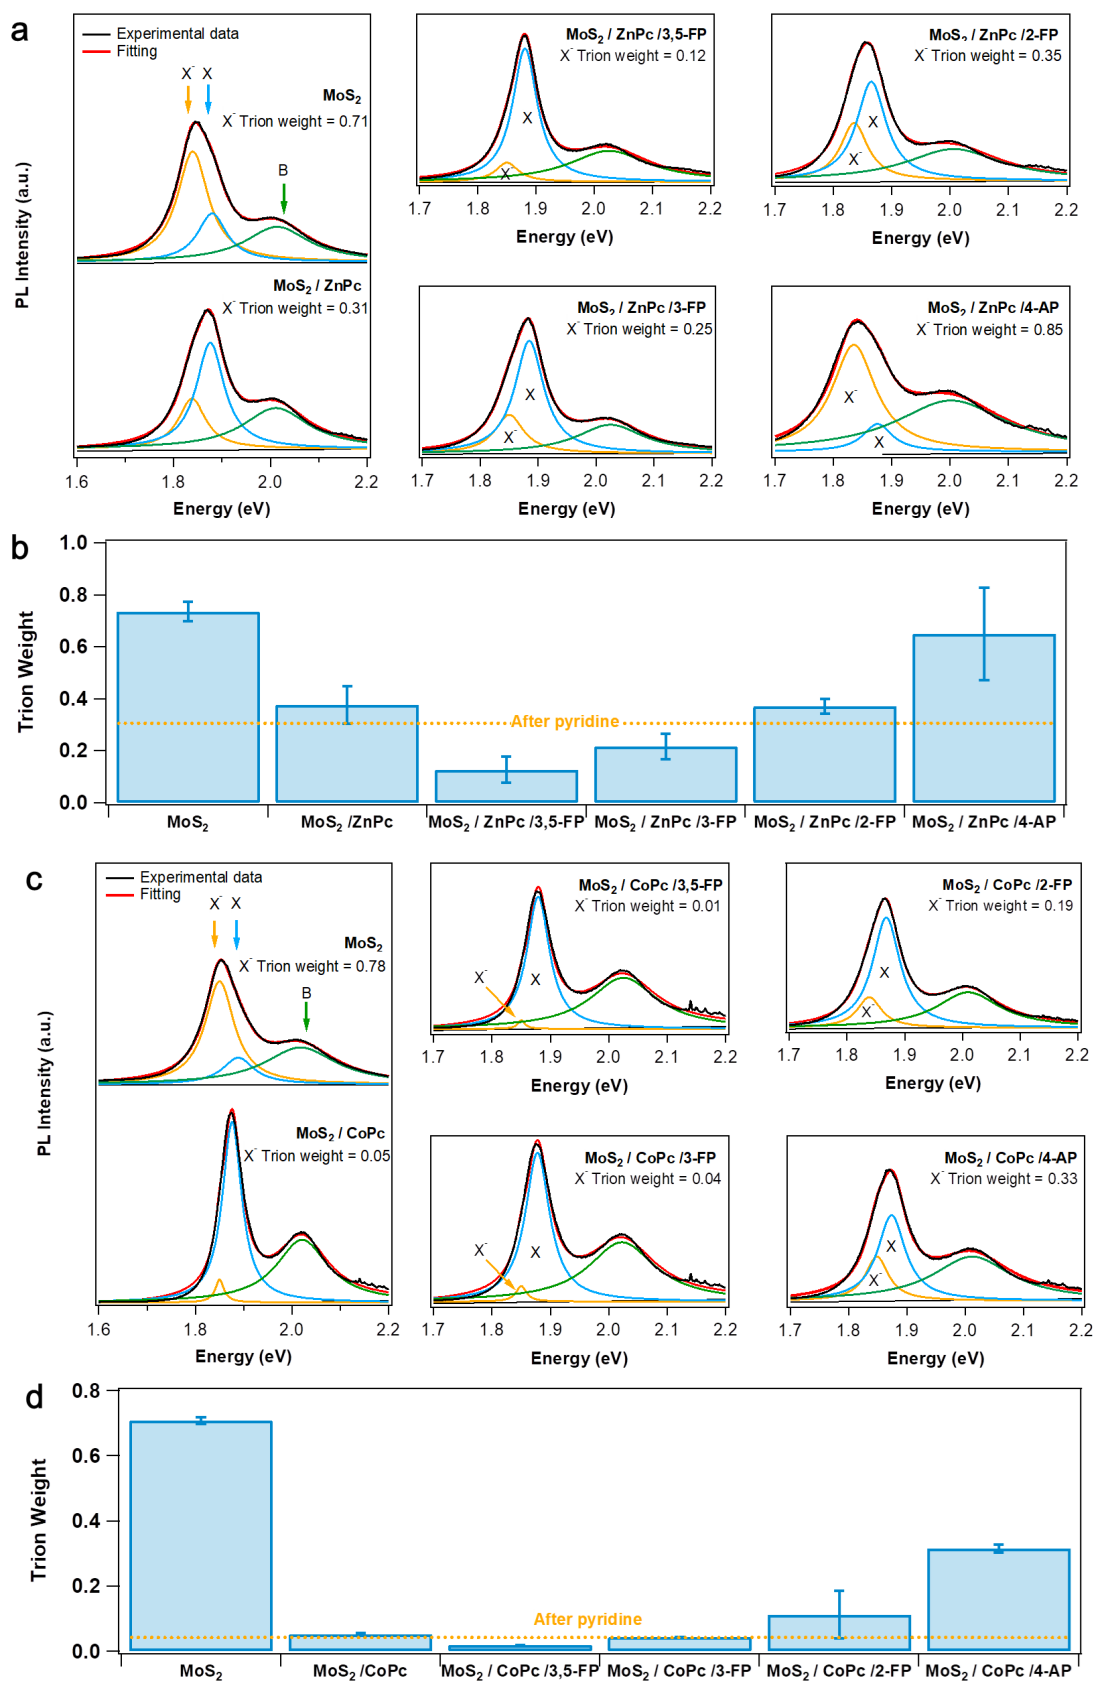 a
Experimental data
Fitting
X⁻ X
MoS₂
X⁻ Trion weight = 0.71
B
MoS₂ / ZnPc
X⁻ Trion weight = 0.31
PL Intensity (a.u.)
1.6 1.8 2.0 2.2
Energy (eV)
MoS₂ / ZnPc /3,5-FP
X⁻ Trion weight = 0.12
X
X⁻
1.7 1.8 1.9 2.0 2.1 2.2
Energy (eV)
MoS₂ / ZnPc /2-FP
X⁻ Trion weight = 0.35
X
X⁻
1.7 1.8 1.9 2.0 2.1 2.2
Energy (eV)
MoS₂ / ZnPc /3-FP
X⁻ Trion weight = 0.25
X
X⁻
1.7 1.8 1.9 2.0 2.1 2.2
Energy (eV)
MoS₂ / ZnPc /4-AP
X⁻ Trion weight = 0.85
X⁻
X
1.7 1.8 1.9 2.0 2.1 2.2
Energy (eV)
b
Trion Weight
1.0
0.8
0.6
0.4
0.2
0.0
After pyridine
MoS₂ MoS₂ /ZnPc MoS₂ / ZnPc /3,5-FP MoS₂ / ZnPc /3-FP MoS₂ / ZnPc /2-FP MoS₂ / ZnPc /4-AP
c
Experimental data
Fitting
X⁻ X
MoS₂
X⁻ Trion weight = 0.78
B
MoS₂ / CoPc
X⁻ Trion weight = 0.05
PL Intensity (a.u.)
1.6 1.8 2.0 2.2
Energy (eV)
MoS₂ / CoPc /3,5-FP
X⁻ Trion weight = 0.01
X⁻
X
1.7 1.8 1.9 2.0 2.1 2.2
Energy (eV)
MoS₂ / CoPc /2-FP
X⁻ Trion weight = 0.19
X
X⁻
1.7 1.8 1.9 2.0 2.1 2.2
Energy (eV)
MoS₂ / CoPc /3-FP
X⁻ Trion weight = 0.04
X⁻
X
1.7 1.8 1.9 2.0 2.1 2.2
Energy (eV)
MoS₂ / CoPc /4-AP
X⁻ Trion weight = 0.33
X
X⁻
1.7 1.8 1.9 2.0 2.1 2.2
Energy (eV)
d
Trion Weight
0.8
0.6
0.4
0.2
0.0
After pyridine
MoS₂ MoS₂ /CoPc MoS₂ / CoPc /3,5-FP MoS₂ / CoPc /3-FP MoS₂ / CoPc /2-FP MoS₂ / CoPc /4-AP